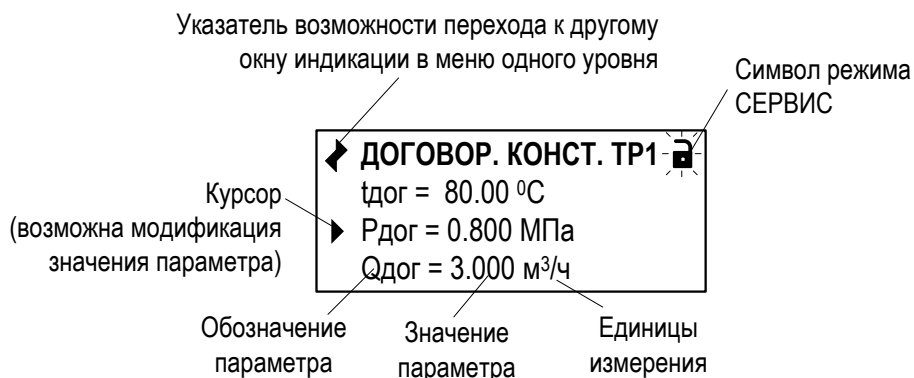 Указатель возможности перехода к другому
окну индикации в меню одного уровня
Символ режима
СЕРВИС
ДОГОВОР. КОНСТ. ТР1
tдог = 80.00 ⁰С
Рдог = 0.800 МПа
Qдог = 3.000 м³/ч
Курсор
(возможна модификация
значения параметра)
Обозначение
параметра
Значение
параметра
Единицы
измерения